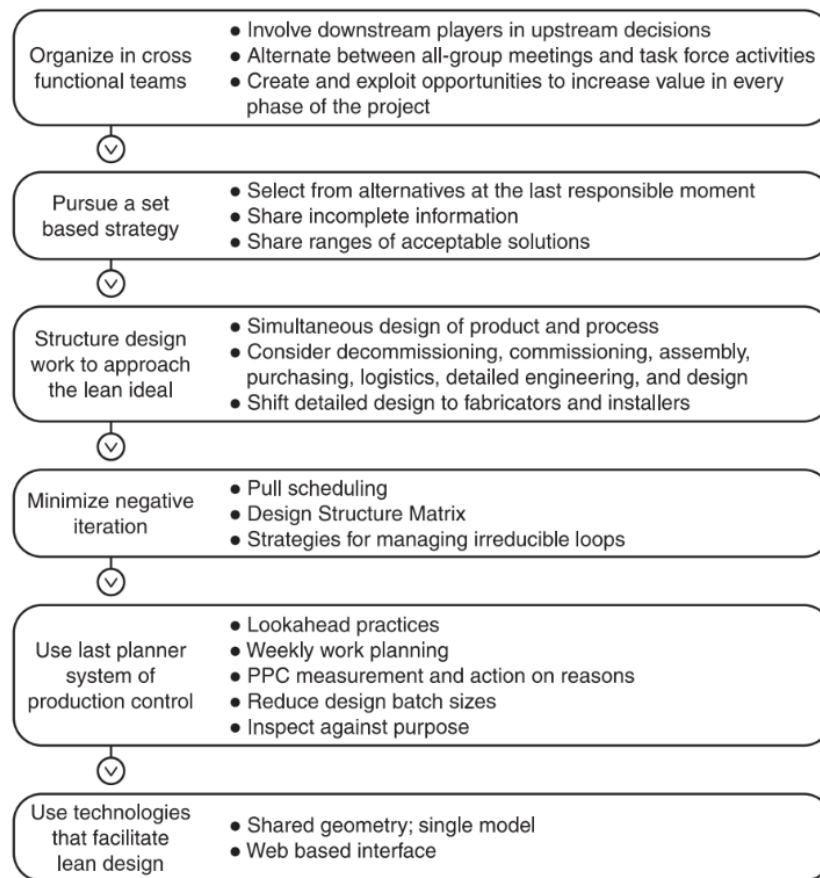 Organize in cross
functional teams
● Involve downstream players in upstream decisions
● Alternate between all-group meetings and task force activities
● Create and exploit opportunities to increase value in every
phase of the project
Pursue a set
based strategy
● Select from alternatives at the last responsible moment
● Share incomplete information
● Share ranges of acceptable solutions
Structure design
work to approach
the lean ideal
● Simultaneous design of product and process
● Consider decommissioning, commissioning, assembly,
purchasing, logistics, detailed engineering, and design
● Shift detailed design to fabricators and installers
Minimize negative
iteration
● Pull scheduling
● Design Structure Matrix
● Strategies for managing irreducible loops
Use last planner
system of
production control
● Lookahead practices
● Weekly work planning
● PPC measurement and action on reasons
● Reduce design batch sizes
● Inspect against purpose
Use technologies
that facilitate
lean design
● Shared geometry; single model
● Web based interface